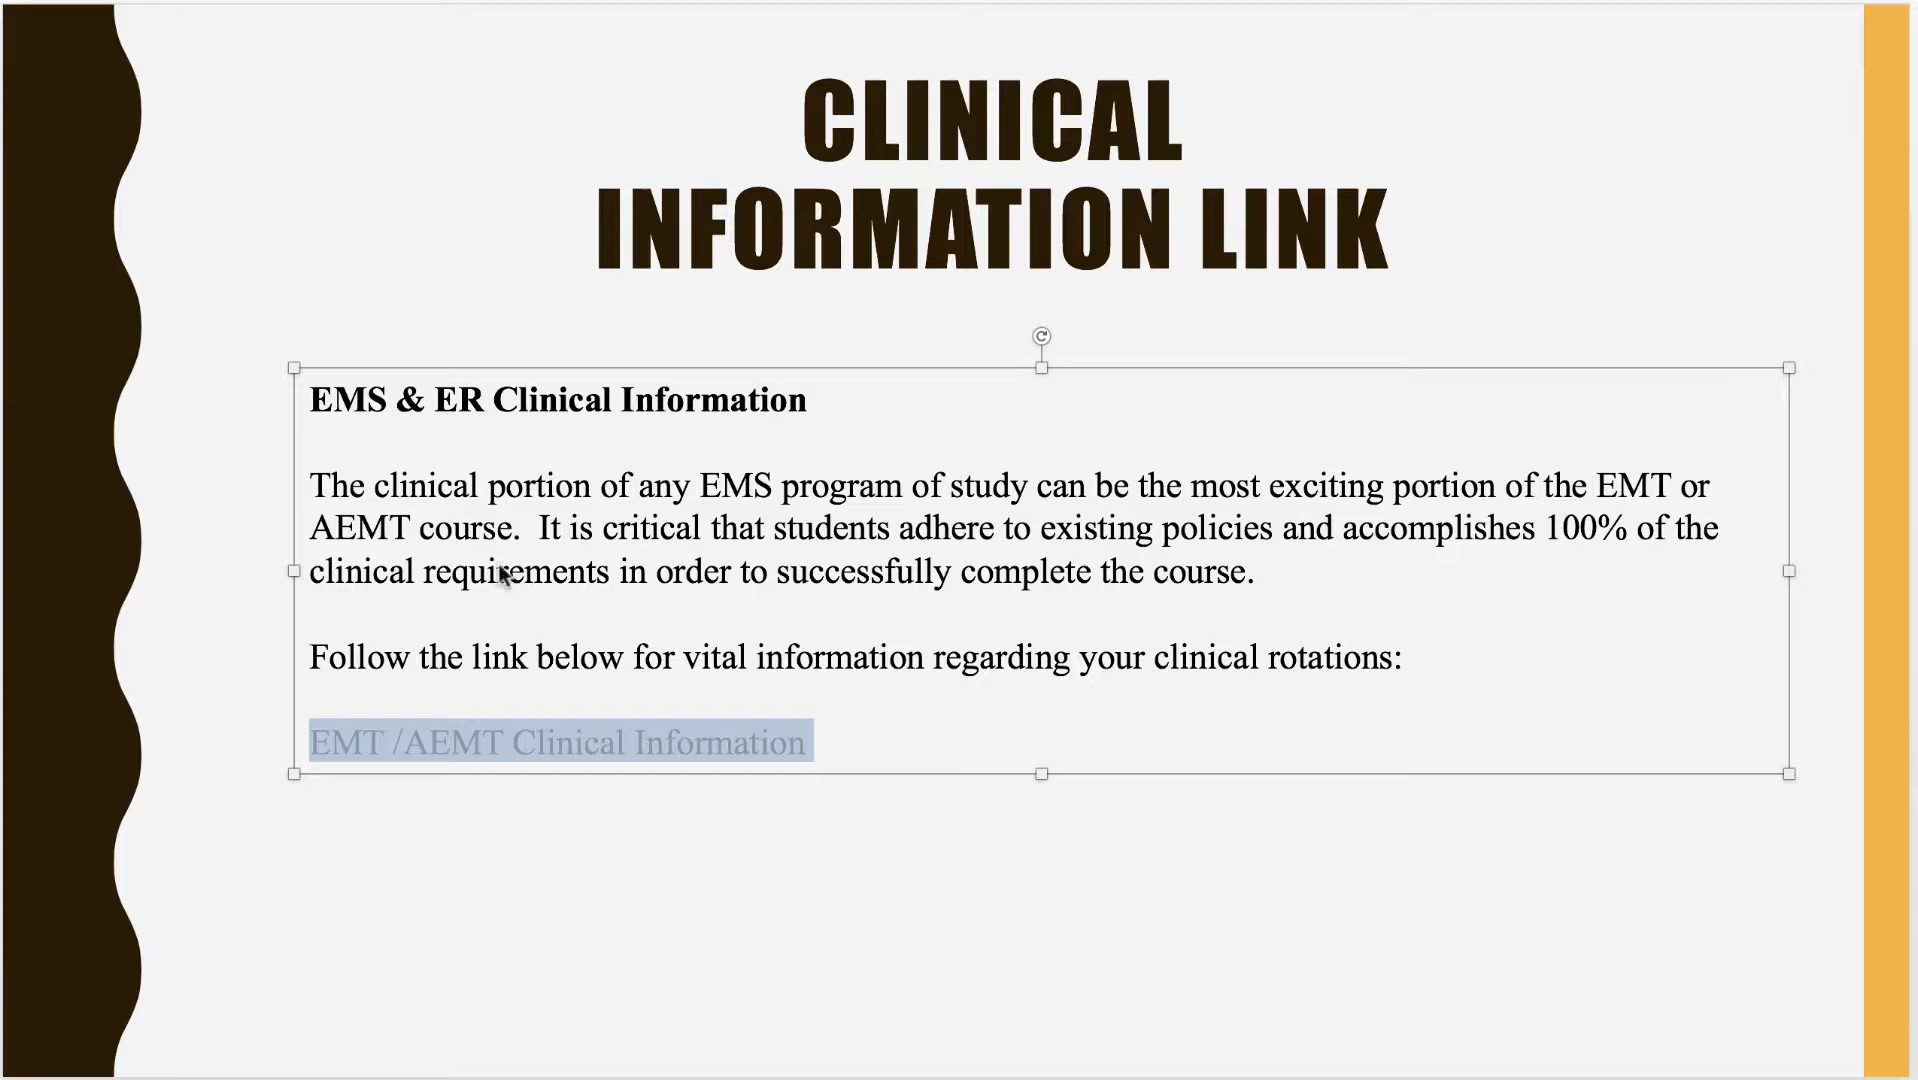 CLINICAL
INFORMATION LINK
EMS & ER Clinical Information
The clinical portion of any EMS program of study can be the most exciting portion of the EMT or
AEMT course.  It is critical that students adhere to existing policies and accomplishes 100% of the
clinical requirements in order to successfully complete the course.
Follow the link below for vital information regarding your clinical rotations:
EMT /AEMT Clinical Information